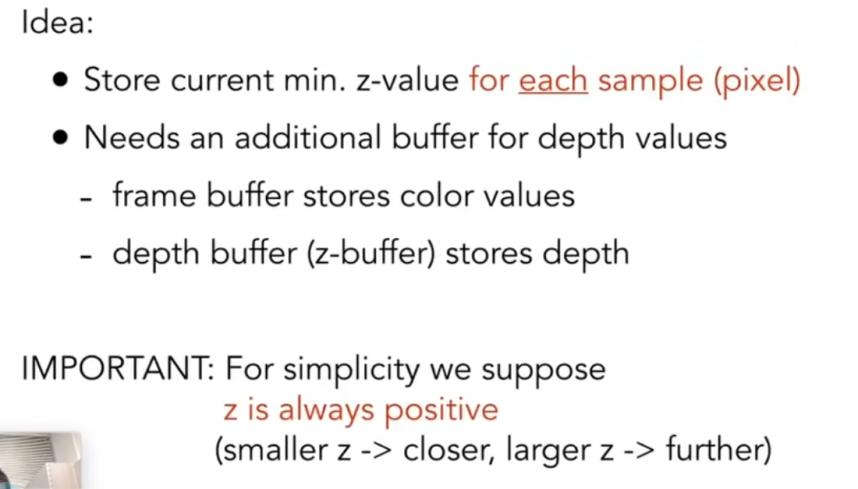 Idea:
• Store current min. z-value for each sample (pixel)
• Needs an additional buffer for depth values
- frame buffer stores color values
- depth buffer (z-buffer) stores depth
IMPORTANT: For simplicity we suppose
z is always positive
(smaller z -> closer, larger z -> further)